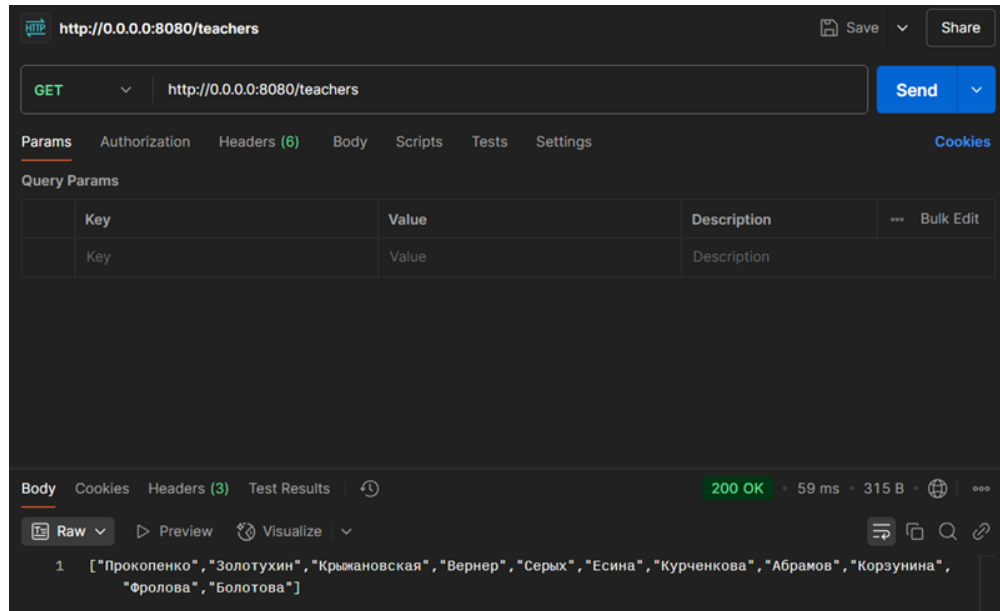 HTTP http://0.0.0.0:8080/teachers Save Share
GET http://0.0.0.0:8080/teachers Send
Params Authorization Headers (6) Body Scripts Tests Settings Cookies
Query Params
Key Value Description Bulk Edit
Key Value Description
Body Cookies Headers (3) Test Results 200 OK 59 ms 315 B
Raw Preview Visualize
1 ["Прокопенко","Золотухин","Крыжановская","Вернер","Серых","Есина","Курченкова","Абрамов","Корзунина",
"Фролова","Болотова"]